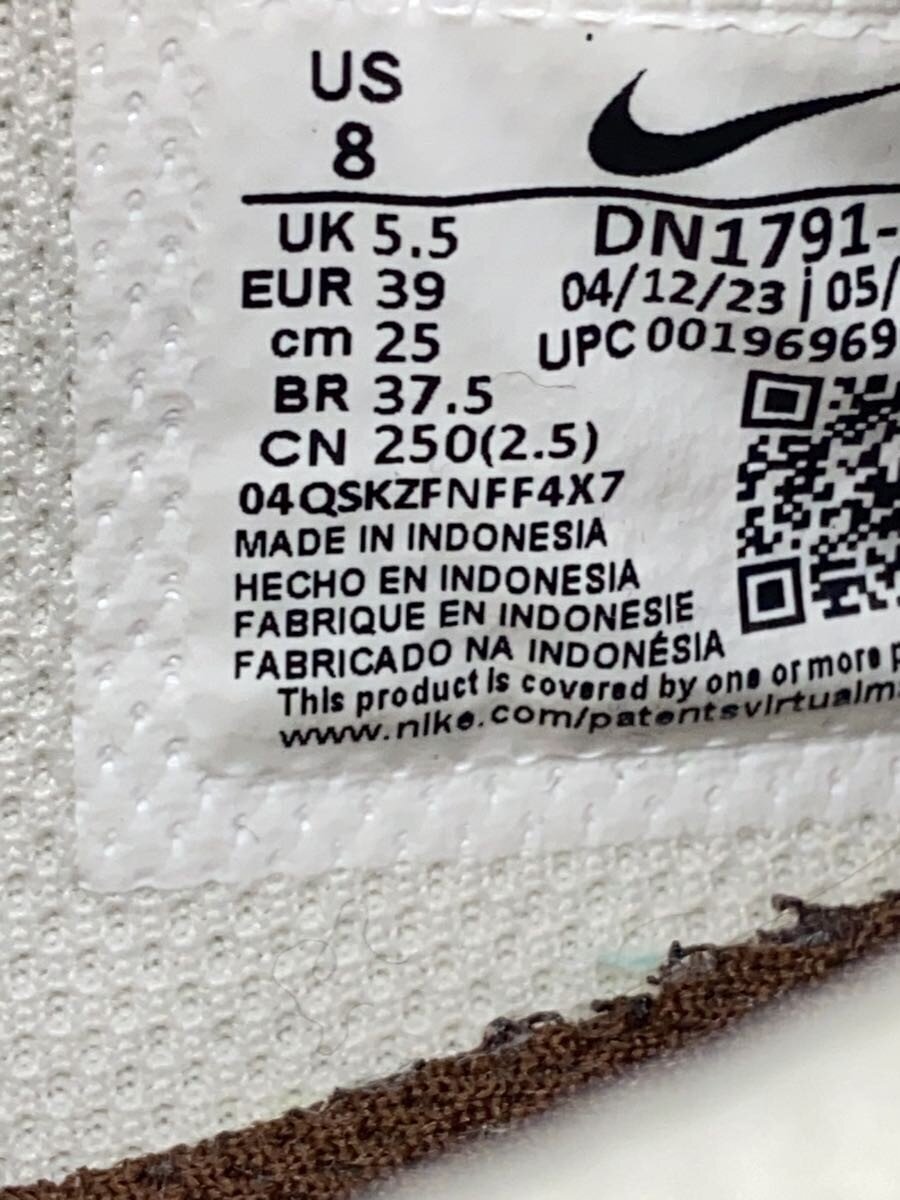 US
8
UK 5.5
EUR 39
cm 25
BR 37.5
CN 250(2.5)
04QSKZFNFF4X7
MADE IN INDONESIA
HECHO EN INDONESIA
FABRIQUE EN INDONESIE
FABRICADO NA INDONÉSIA
DN1791-
04/12/23 | 05/
UPC 00196969
This product is covered by one or more
www.nike.com/patentsvirtualm